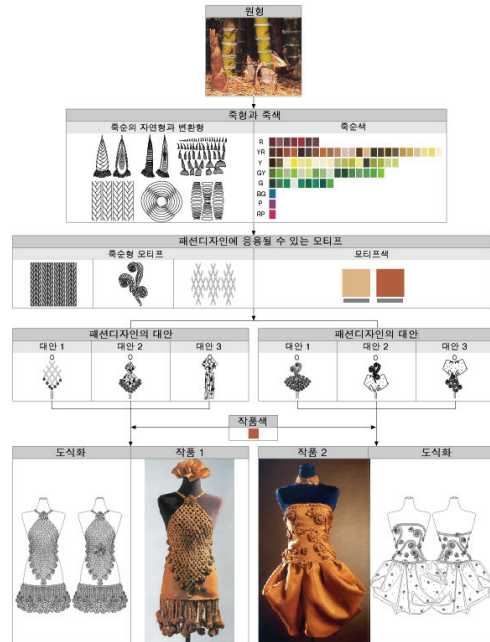 원형
죽형과 죽색
죽순의 자연형과 변환형
죽순색
R
YR
Y
GY
G
BG
P
RP
패션디자인에 응용될 수 있는 모티프
죽순형 모티프
모티프색
패션디자인의 대안
대안 1
대안 2
대안 3
패션디자인의 대안
대안 1
대안 2
대안 3
작품색
도식화
작품 1
작품 2
도식화